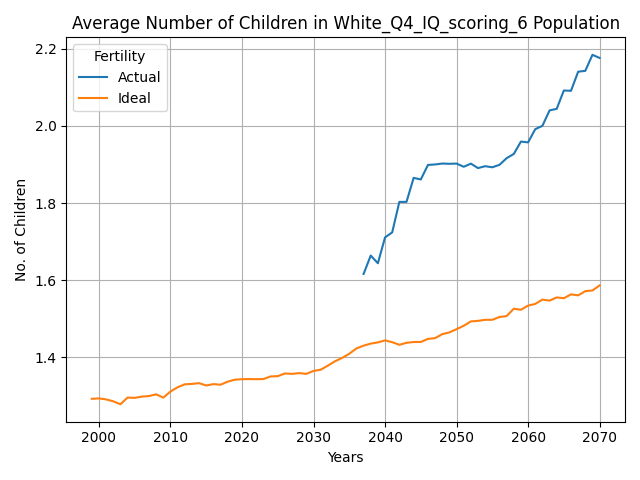 Average Number of Children in White_Q4_IQ_scoring_6 Population
Fertility
Actual
Ideal
No. of Children
2.2
2.0
1.8
1.6
1.4
2000 2010 2020 2030 2040 2050 2060 2070
Years